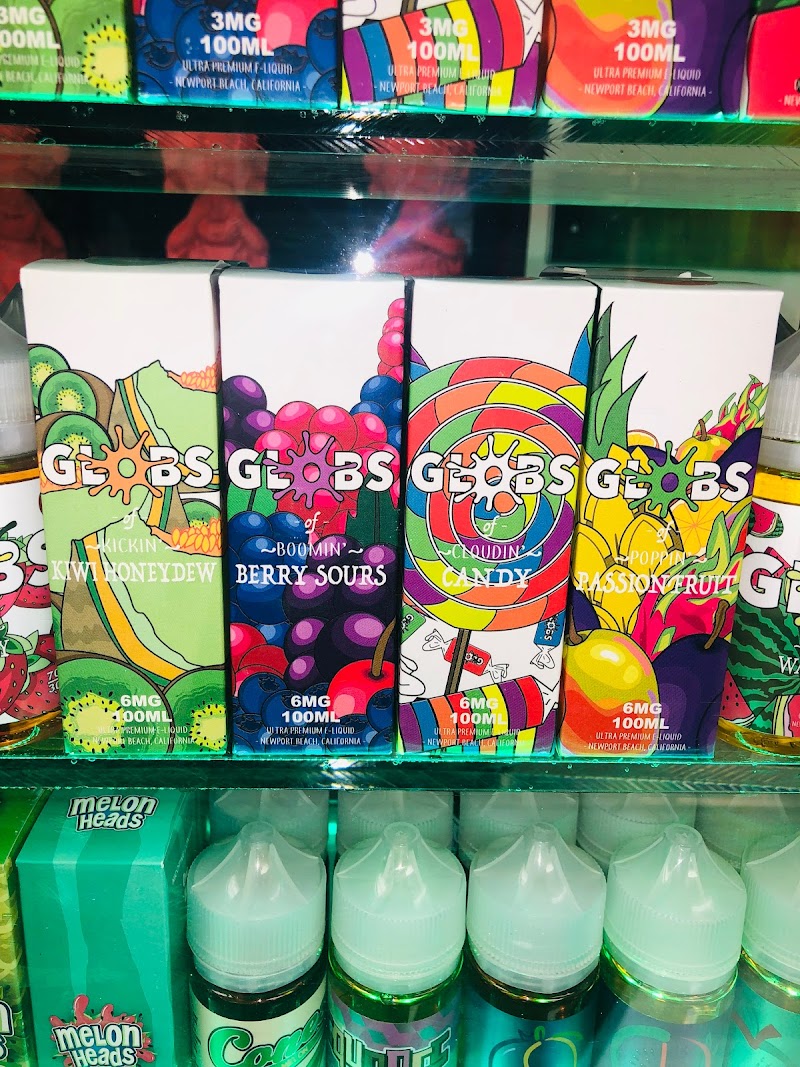 3MG
100ML
3MG
100ML
ULTRA PREMIUM E-LIQUID
- NEWPORT BEACH, CALIFORNIA -
3MG
100ML
ULTRA PREMIUM E-LIQUID
- NEWPORT BEACH, CALIFORNIA -
3MG
100ML
ULTRA PREMIUM E-LIQUID
- NEWPORT BEACH, CALIFORNIA -
GLOBS
of
~KICKIN'~
KIWI HONEYDEW
6MG
100ML
ULTRA PREMIUM E-LIQUID
- NEWPORT BEACH, CALIFORNIA -
GLOBS
of
~BOOMIN'~
BERRY SOURS
6MG
100ML
ULTRA PREMIUM E-LIQUID
- NEWPORT BEACH, CALIFORNIA -
GLOBS
of
~CLOUDIN'~
CANDY
6MG
100ML
ULTRA PREMIUM E-LIQUID
- NEWPORT BEACH, CALIFORNIA -
GLOBS
of
~POPPIN'~
PASSION FRUIT
6MG
100ML
ULTRA PREMIUM E-LIQUID
- NEWPORT BEACH, CALIFORNIA -
MELON
HEADS
MELON
HEADS